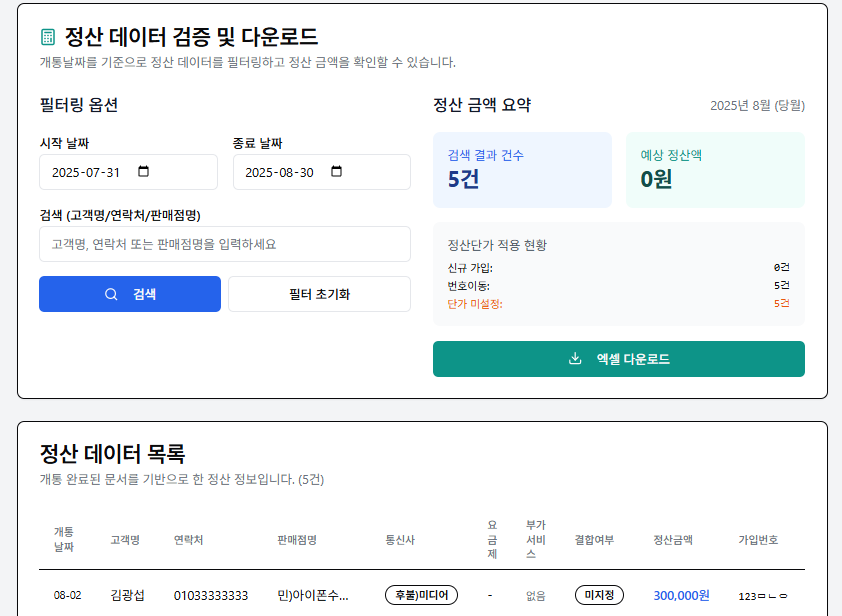 정산 데이터 검증 및 다운로드
개통날짜를 기준으로 정산 데이터를 필터링하고 정산 금액을 확인할 수 있습니다.
필터링 옵션
시작 날짜
종료 날짜
2025-07-31
2025-08-30
검색 (고객명/연락처/판매점명)
고객명, 연락처 또는 판매점명을 입력하세요
검색
필터 초기화
정산 금액 요약
2025년 8월 (당월)
검색 결과 건수
5건
예상 정산액
0원
정산단가 적용 현황
신규 가입: 0건
번호이동: 5건
단가 미설정: 5건
엑셀 다운로드
정산 데이터 목록
개통 완료된 문서를 기반으로 한 정산 정보입니다. (5건)
개통
날짜
고객명
연락처
판매점명
통신사
요
금
제
부가
서비
스
결합여부
정산금액
가입번호
08-02 김광섭 01033333333 민)아이폰수... 후불)미디어 - 없음 미지정 300,000원 123ㅁㄴㅇ